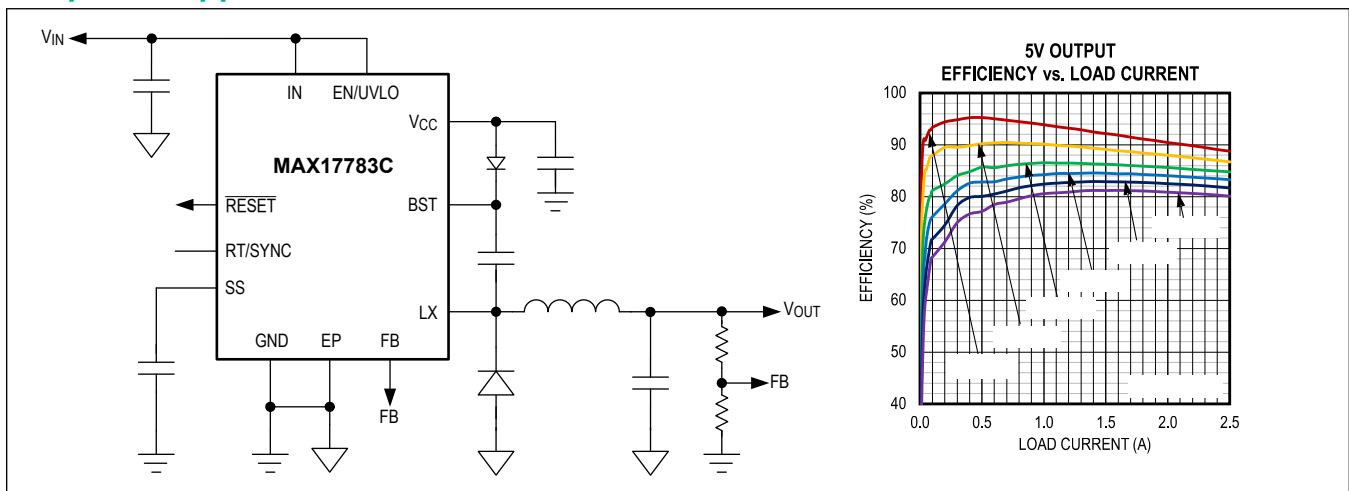 VIN
IN
EN/UVLO
VCC
MAX17783C
RESET
BST
RT/SYNC
SS
LX
VOUT
GND
EP
FB
FB
FB
5V OUTPUT
EFFICIENCY vs. LOAD CURRENT
EFFICIENCY (%)
100
90
80
70
60
50
40
0.0
0.5
1.0
1.5
2.0
2.5
LOAD CURRENT (A)